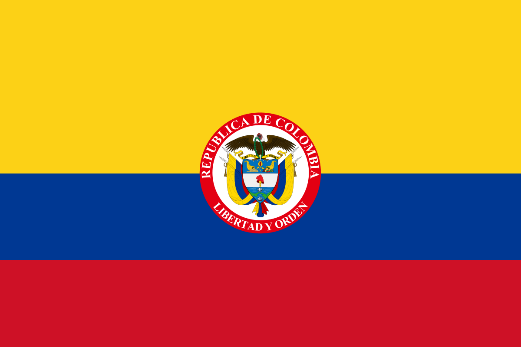 REPUBLICA DE COLOMBIA
LIBERTAD Y ORDEN